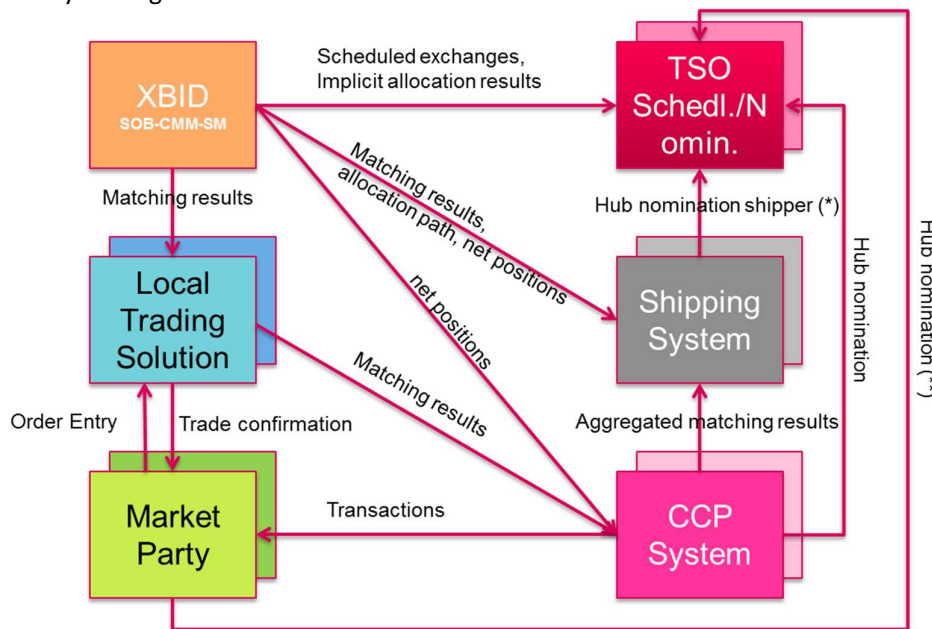 Scheduled exchanges,
Implicit allocation results
XBID
SOB-CMM-SM
TSO
Schedl./N
omin.
Matching results
Matching results,
allocation path, net positions
Hub nomination shipper (*)
Hub nomination
Hub nomination (**)
net positions
Local
Trading
Solution
Shipping
System
Matching results
Order Entry
Trade confirmation
Aggregated matching results
Market
Party
Transactions
CCP
System